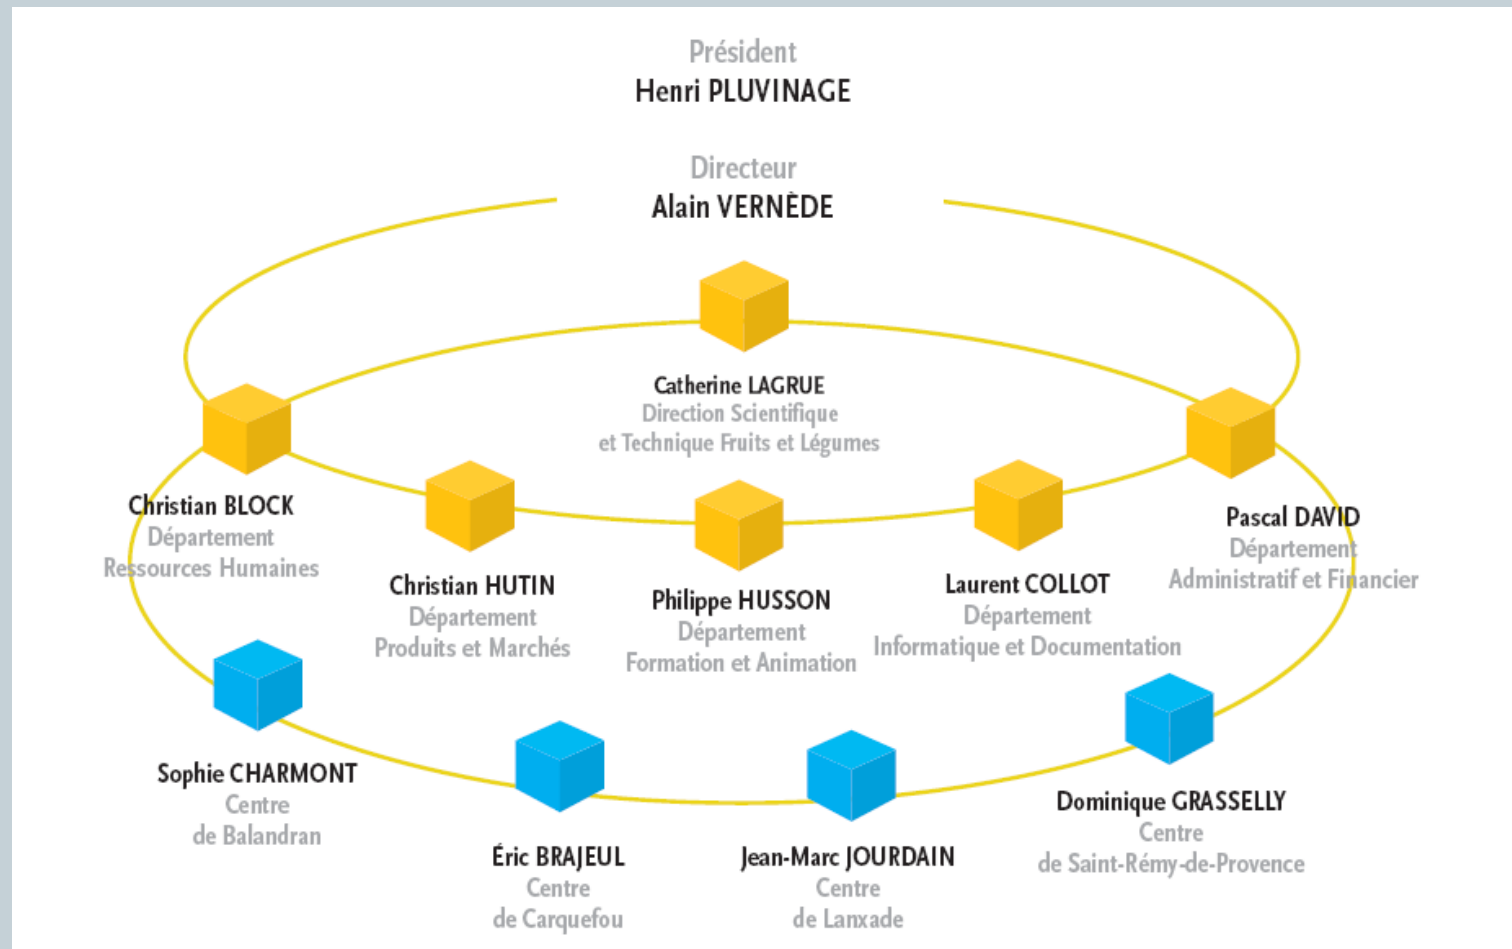 Président
Henri PLUVINAGE
Directeur
Alain VERNÈDE
Catherine LAGRUE
Direction Scientifique
et Technique Fruits et Légumes
Christian BLOCK
Département
Ressources Humaines
Christian HUTIN
Département
Produits et Marchés
Philippe HUSSON
Département
Formation et Animation
Laurent COLLOT
Département
Informatique et Documentation
Pascal DAVID
Département
Administratif et Financier
Sophie CHARMONT
Centre
de Balandran
Éric BRAJEUL
Centre
de Carquefou
Jean-Marc JOURDAIN
Centre
de Lanxade
Dominique GRASSELLY
Centre
de Saint-Rémy-de-Provence